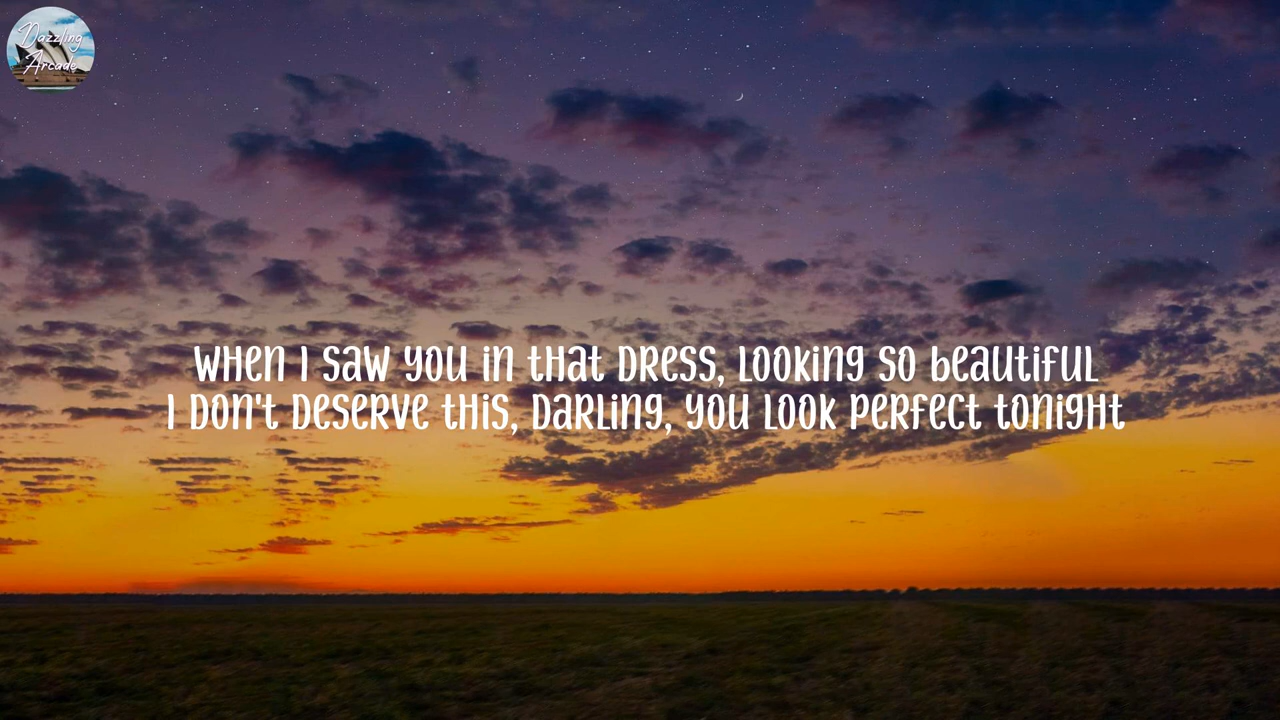 Dazzling
Arcade
When I saw you in that dress, looking so beautiful
I don't deserve this, darling, you look perfect tonight